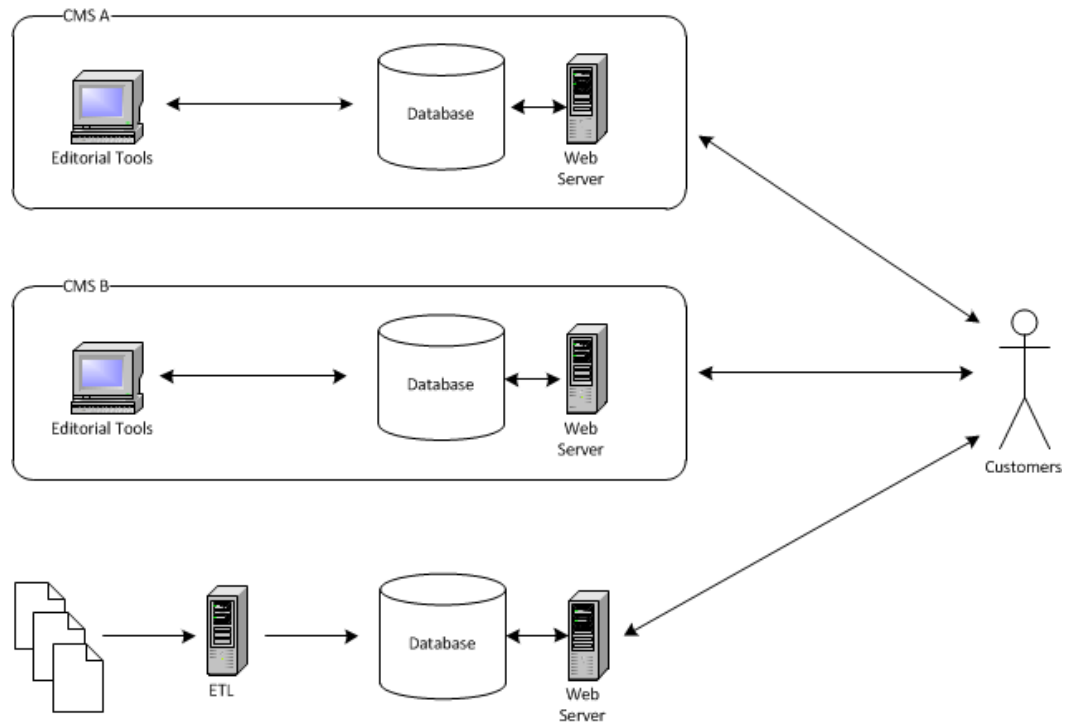 CMS A
Editorial Tools
Database
Web
Server
CMS B
Editorial Tools
Database
Web
Server
Customers
ETL
Database
Web
Server